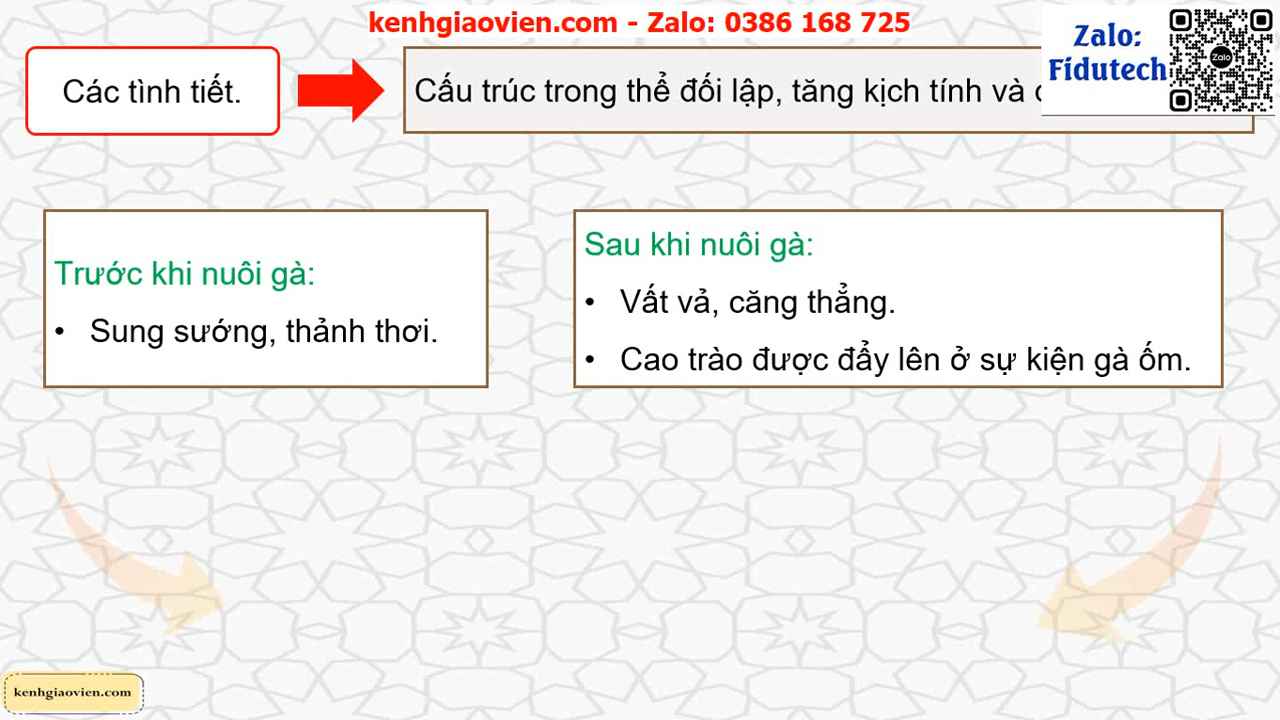 kenhgiaovien.com - Zalo: 0386 168 725
Zalo:
Fidutech
Zalo
Các tình tiết.
Cấu trúc trong thể đối lập, tăng kịch tính và
Trước khi nuôi gà:
• Sung sướng, thảnh thơi.
Sau khi nuôi gà:
• Vất vả, căng thẳng.
• Cao trào được đẩy lên ở sự kiện gà ốm.
kenhgiaovien.com